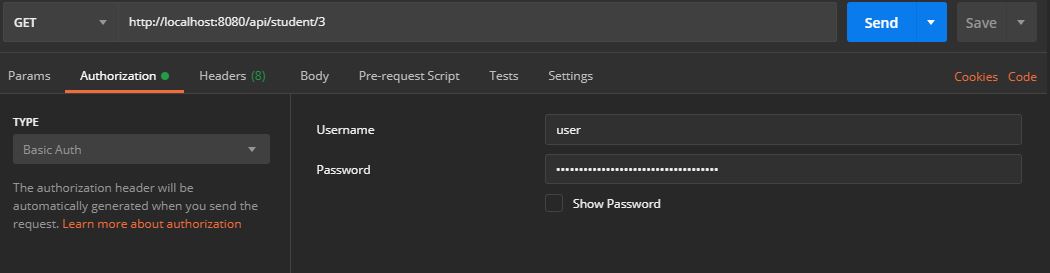 GET http://localhost:8080/api/student/3 Send Save
Params Authorization Headers (8) Body Pre-request Script Tests Settings Cookies Code
TYPE
Basic Auth
The authorization header will be
automatically generated when you send the
request. Learn more about authorization
Username user
Password ••••••••••••••••••••••••••••••••••••
Show Password